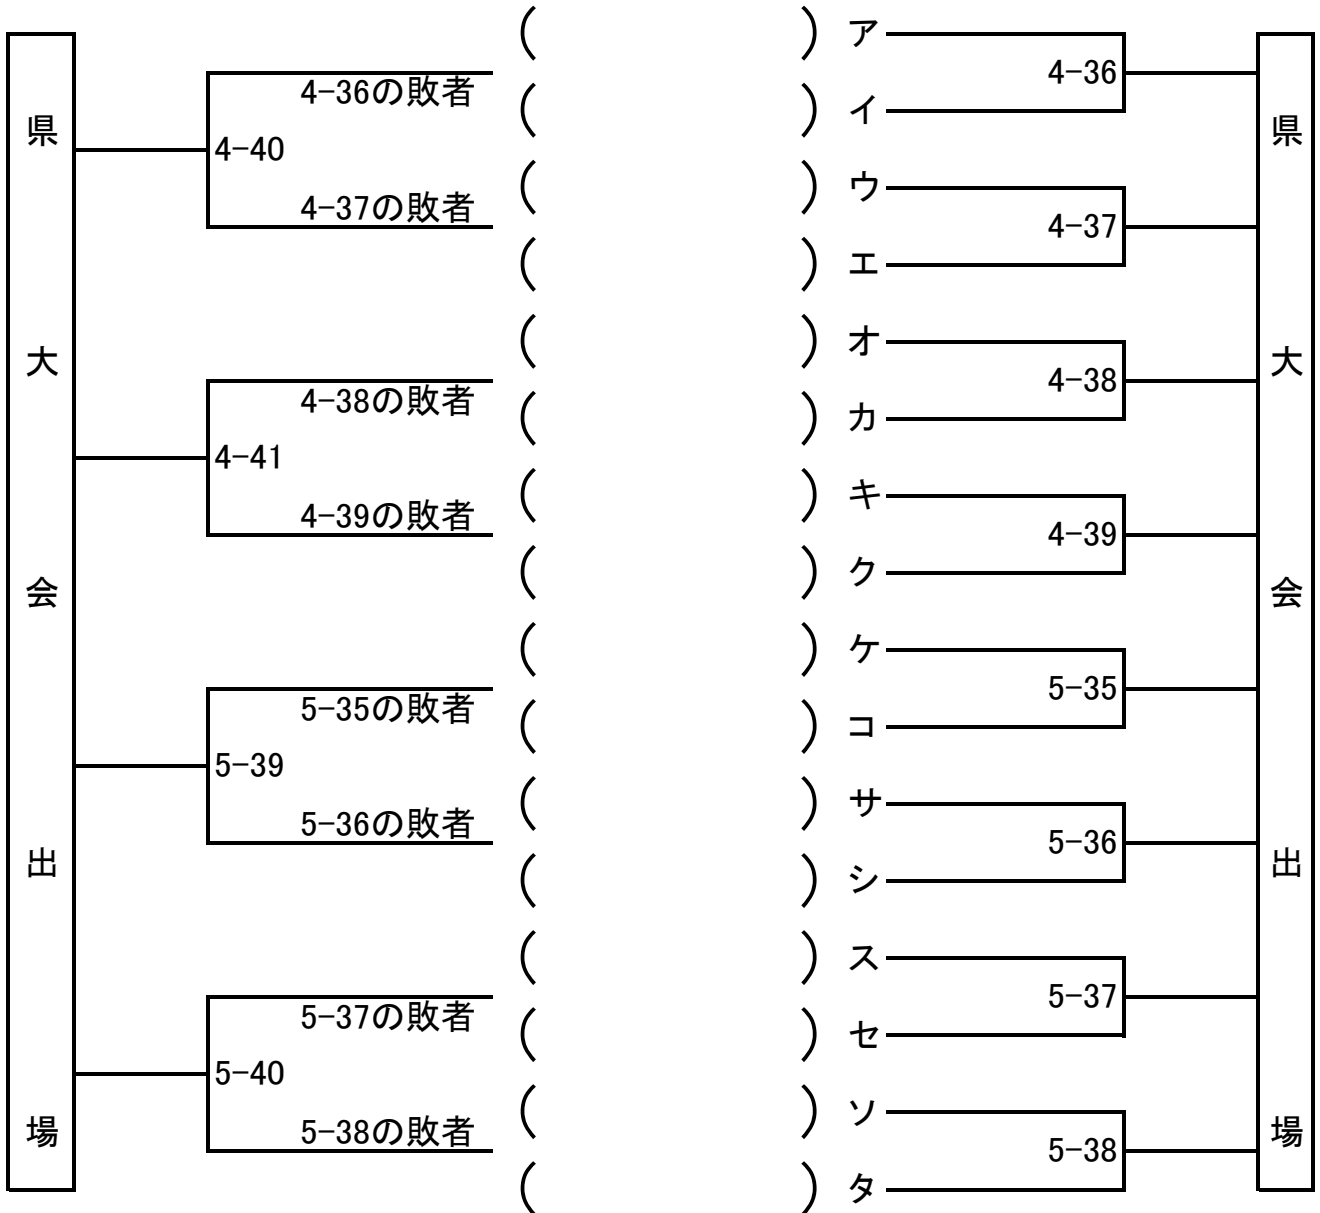 ( ) ア
4-36
( ) イ
( ) ウ
4-37
( ) エ
( ) オ
4-38
( ) カ
( ) キ
4-39
( ) ク
( ) ケ
5-35
( ) コ
( ) サ
5-36
( ) シ
( ) ス
5-37
( ) セ
( ) ソ
5-38
( ) タ
県大会出場
4-36の敗者
4-40
4-37の敗者
4-38の敗者
4-41
4-39の敗者
5-35の敗者
5-39
5-36の敗者
5-37の敗者
5-40
5-38の敗者
県大会出場